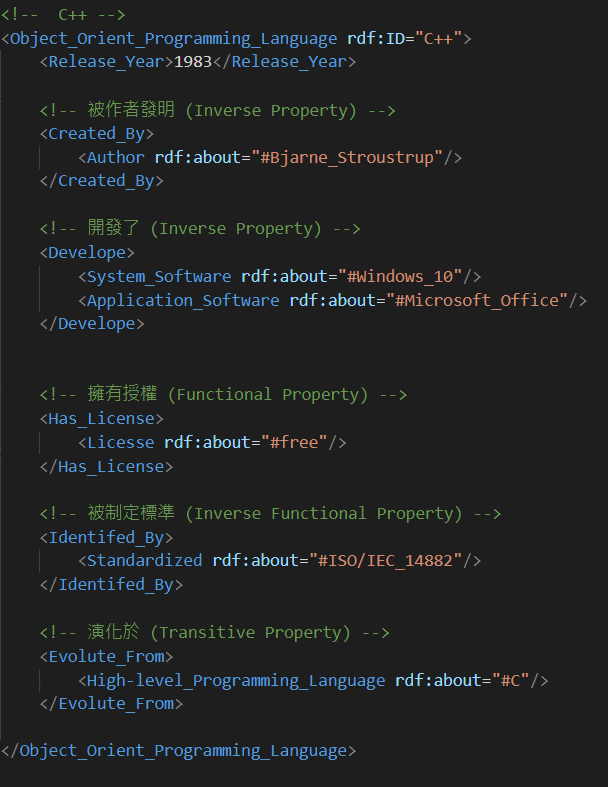 <!--  C++ -->
<Object_Orient_Programming_Language rdf:ID="C++">
    <Release_Year>1983</Release_Year>
    <!-- 被作者發明 (Inverse Property) -->
    <Created_By>
        <Author rdf:about="#Bjarne_Stroustrup"/>
    </Created_By>
    <!-- 開發了 (Inverse Property) -->
    <Develope>
        <System_Software rdf:about="#Windows_10"/>
        <Application_Software rdf:about="#Microsoft_Office"/>
    </Develope>
    <!-- 擁有授權 (Functional Property) -->
    <Has_License>
        <Licesse rdf:about="#free"/>
    </Has_License>
    <!-- 被制定標準 (Inverse Functional Property) -->
    <Identifed_By>
        <Standardized rdf:about="#ISO/IEC_14882"/>
    </Identifed_By>
    <!-- 演化於 (Transitive Property) -->
    <Evolute_From>
        <High-level_Programming_Language rdf:about="#C"/>
    </Evolute_From>
</Object_Orient_Programming_Language>